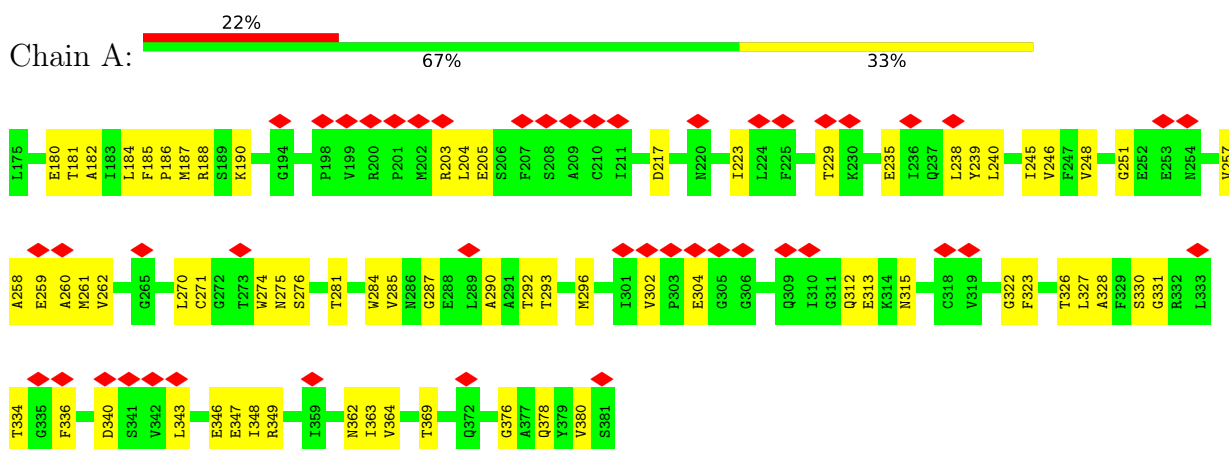 22%
Chain A:
67% 33%
L175 E180 T181 A182 I183 L184 F185 P186 M187 R188 S189 K190 G194 P198 V199 R200 P201 M202 R203 L204 E205 S206 F207 S208 A209 C210 I211 D217 N220 I223 L224 F225 T229 K230 E235 I236 Q237 L238 Y239 L240 I245 V246 F247 V248 G251 E252 E253 N254 V257
A258 E259 A260 M261 V262 G265 L270 C271 G272 T273 W274 N275 S276 T281 W284 V285 N286 G287 E288 L289 A290 A291 T292 T293 M296 I301 V302 P303 E304 G305 G306 Q309 I310 G311 Q312 E313 K314 N315 C318 V319 G322 F323 T326 L327 A328 F329 S330 G331 R332 L333
T334 G335 F336 D340 S341 V342 L343 E346 E347 I348 R349 I359 N362 I363 V364 T369 Q372 G376 A377 Q378 Y379 V380 S381